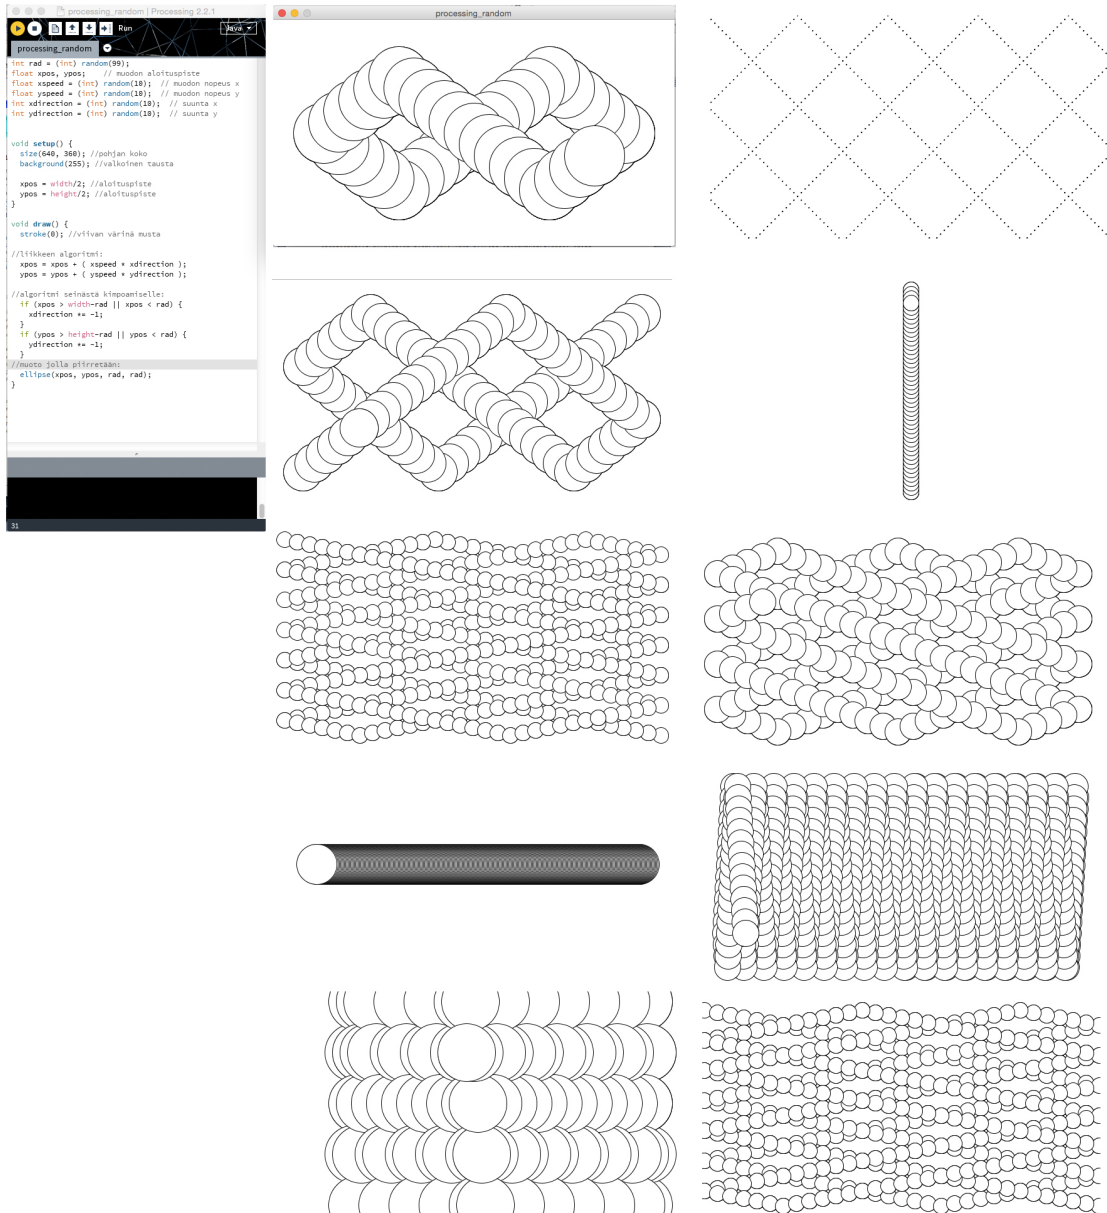 processing_random | Processing 2.2.1
Run
Java
processing_random
int rad = (int) random(99);
float xpos, ypos;    // muodon aloituspiste
float xspeed = (int) random(10);  // muodon nopeus x
float yspeed = (int) random(10);  // muodon nopeus y
int xdirection = (int) random(10);  // suunta x
int ydirection = (int) random(10);  // suunta y
void setup() {
  size(640, 360); //pohjan koko
  background(255); //valkoinen tausta
  xpos = width/2; //aloituspiste
  ypos = height/2; //aloituspiste
}
void draw() {
  stroke(0); //viivan värinä musta
//liikkeen algoritmi:
  xpos = xpos + ( xspeed * xdirection );
  ypos = ypos + ( yspeed * ydirection );
//algoritmi seinästä kimpoamiselle:
  if (xpos > width-rad || xpos < rad) {
    xdirection *= -1;
  }
  if (ypos > height-rad || ypos < rad) {
    ydirection *= -1;
  }
//muoto jolla piirretään:
  ellipse(xpos, ypos, rad, rad);
}
31
processing_random